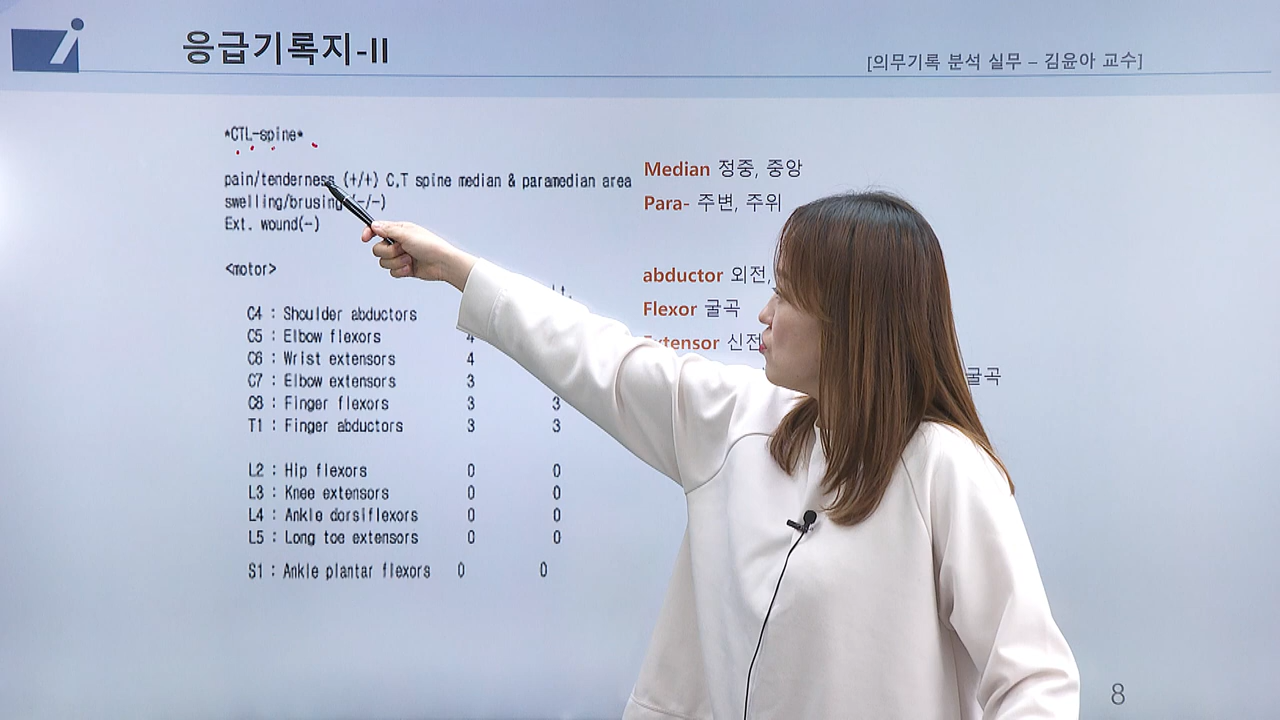 응급기록지-II
[의무기록 분석 실무 – 김윤아 교수]
*CTL-spine*
pain/tenderness (+/+) C,T spine median & paramedian area
swelling/brusing (-/-)
Ext. wound(-)
<motor>
C4 : Shoulder abductors
C5 : Elbow flexors 4
C6 : Wrist extensors 4
C7 : Elbow extensors 3
C8 : Finger flexors 3 3
T1 : Finger abductors 3 3
L2 : Hip flexors 0 0
L3 : Knee extensors 0 0
L4 : Ankle dorsiflexors 0 0
L5 : Long toe extensors 0 0
S1 : Ankle plantar flexors 0 0
Median 정중, 중앙
Para- 주변, 주위
abductor 외전,
Flexor 굴곡
Extensor 신전
굴곡
8